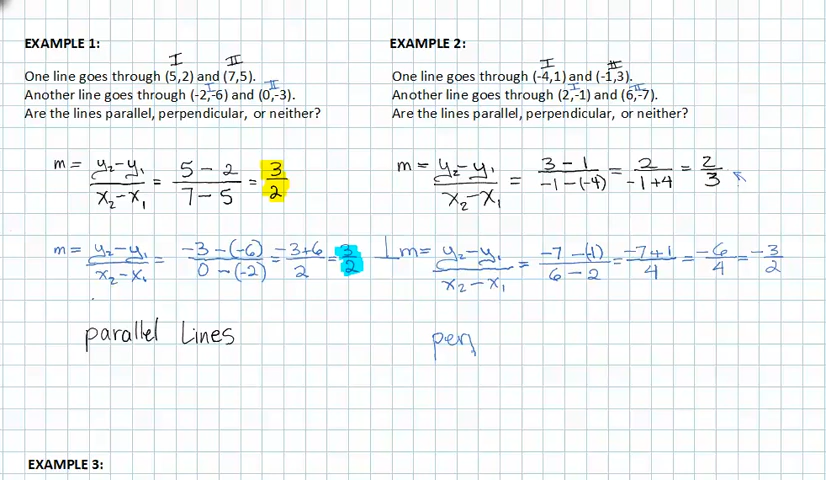 EXAMPLE 1:
I II
One line goes through (5,2) and (7,5).
I II
Another line goes through (-2,-6) and (0,-3).
Are the lines parallel, perpendicular, or neither?
m = y₂-y₁/x₂-x₁ = 5-2/7-5 = 3/2
m = y₂-y₁/x₂-x₁ = -3-(-6)/0-(-2) = -3+6/2 = 3/2
parallel Lines
EXAMPLE 2:
I II
One line goes through (-4,1) and (-1,3).
I II
Another line goes through (2,-1) and (6,-7).
Are the lines parallel, perpendicular, or neither?
m = y₂-y₁/x₂-x₁ = 3-1/-1-(-4) = 2/-1+4 = 2/3
⊥ m = y₂-y₁/x₂-x₁ = -7-(-1)/6-2 = -7+1/4 = -6/4 = -3/2
perp
EXAMPLE 3: